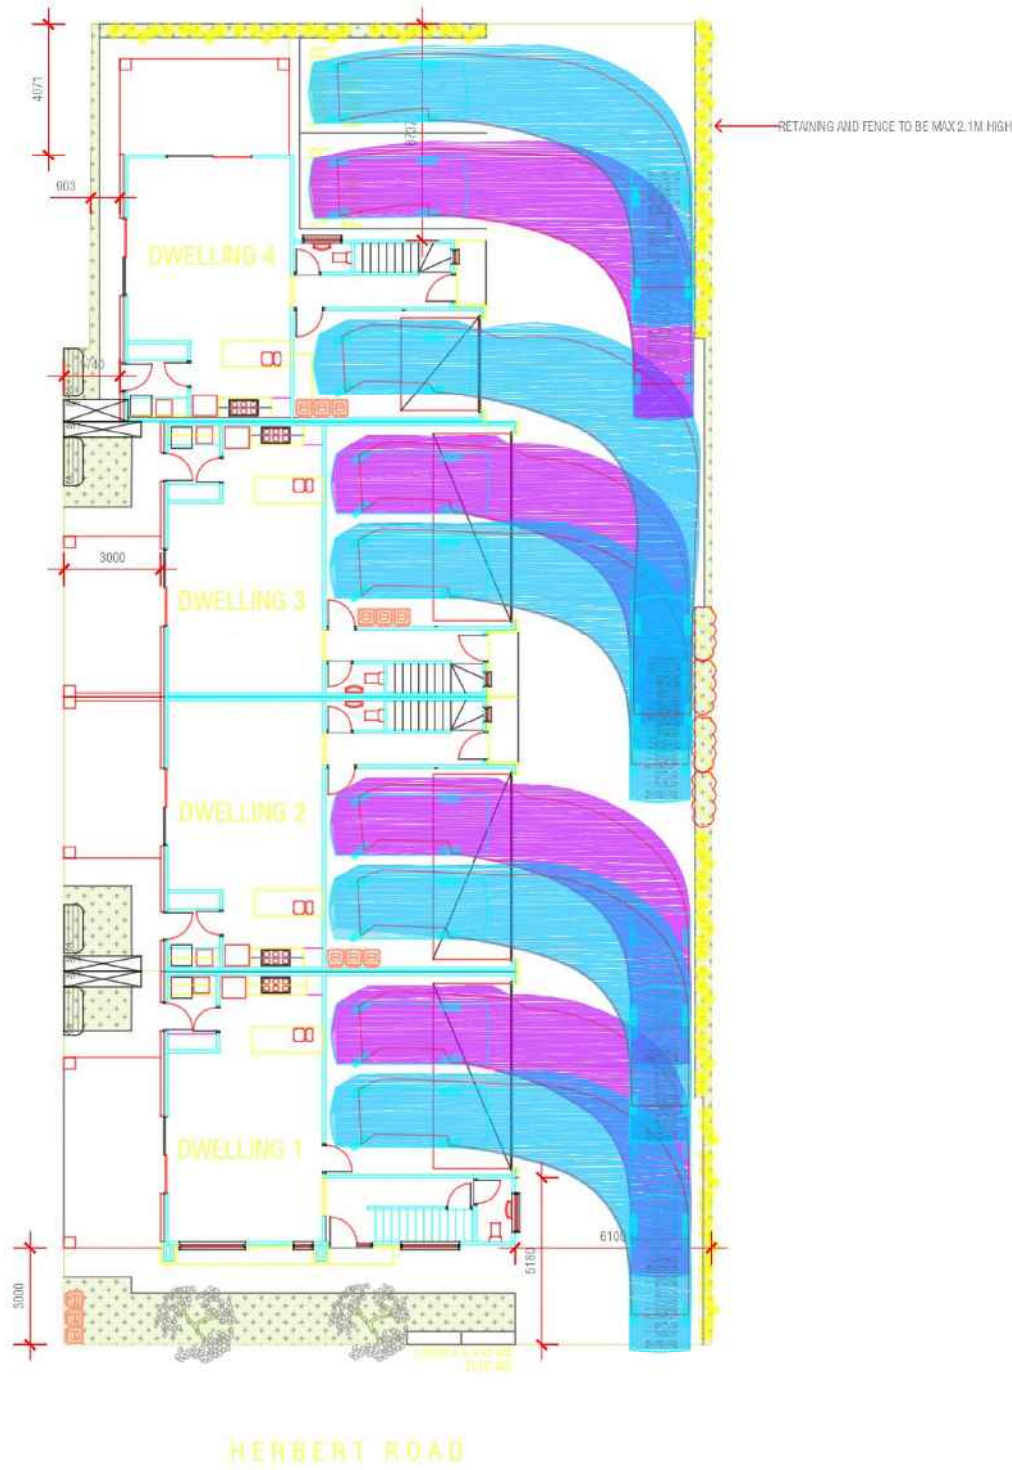 4071
6737
RETAINING AND FENCE TO BE MAX 2.1M HIGH
903
DWELLING 4
3000
DWELLING 3
DWELLING 2
DWELLING 1
6100
5180
3000
HERBERT ROAD